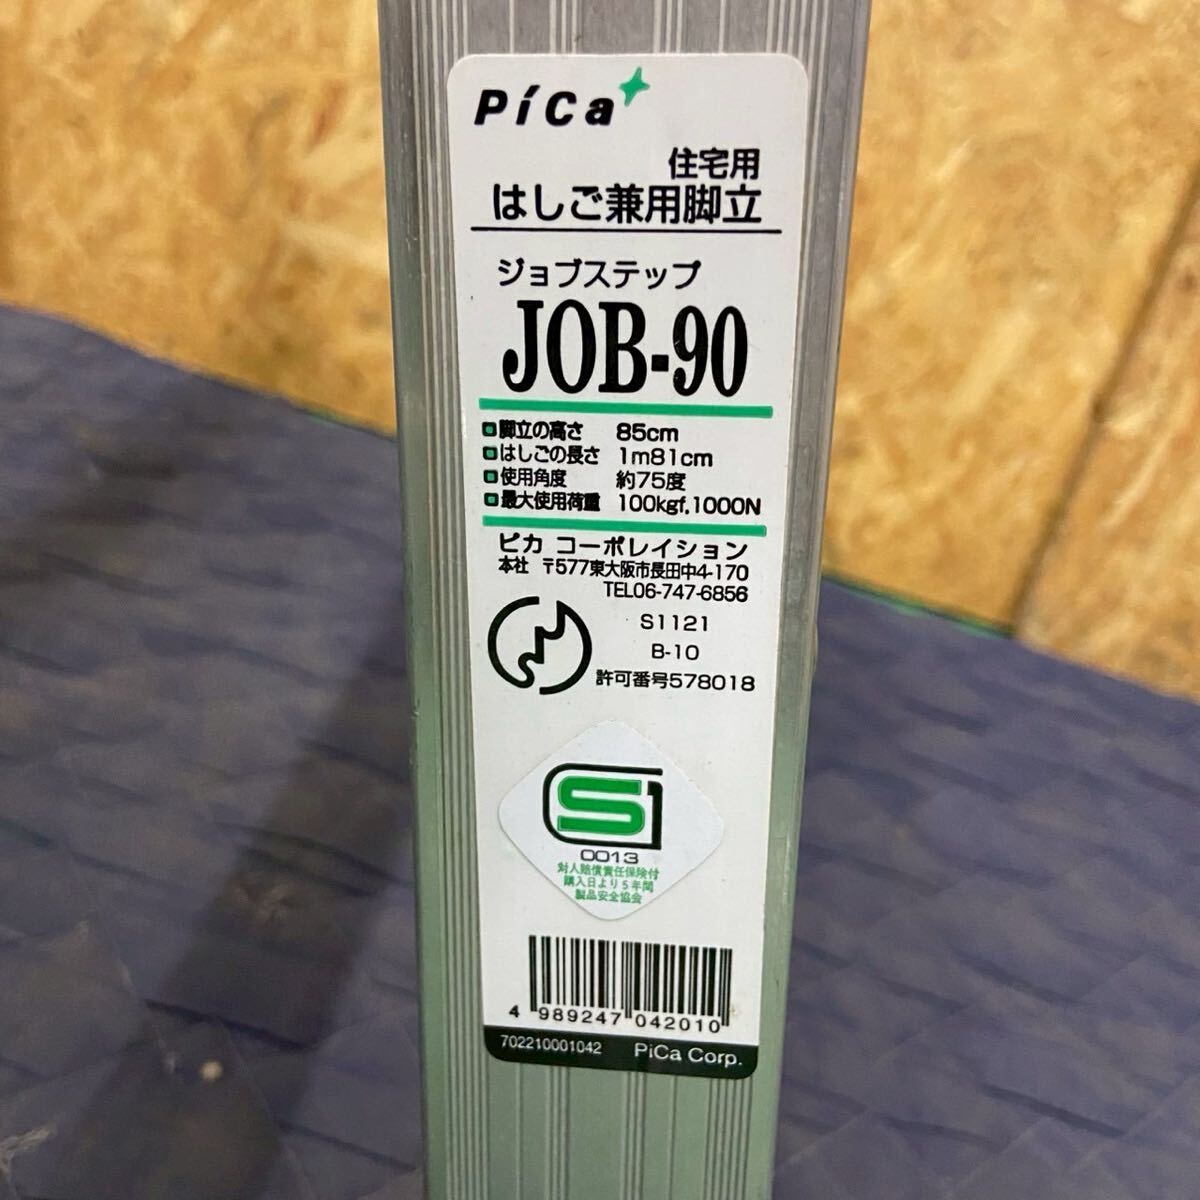 PiCa
住宅用
はしご兼用脚立
ジョブステップ
JOB-90
脚立の高さ 85cm
はしごの長さ 1m81cm
使用角度 約75度
最大使用荷重 100kgf,1000N
ピカ コーポレイション
本社 〒577東大阪市長田中4-170
TEL06-747-6856
S1121
B-10
許可番号578018
S1
0013
対人賠償責任保険付
購入日より5年間
製品安全協会
4 989247 042010
702210001042 PiCa Corp.